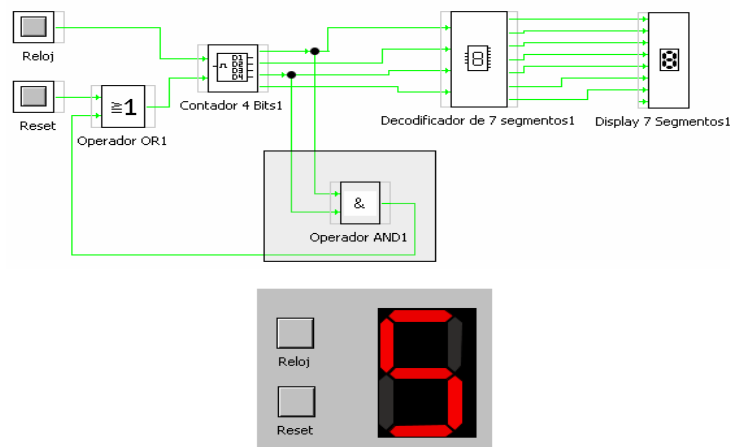 Reloj
Reset
≧1
Operador OR1
Contador 4 Bits1
Decodificador de 7 segmentos1
Display 7 Segmentos1
&
Operador AND1
Reloj
Reset
5